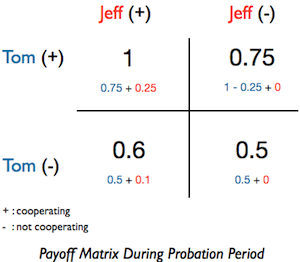 Jeff (+) Jeff (-)
Tom (+) 1 0.75
0.75 + 0.25 1 - 0.25 + 0
Tom (-) 0.6 0.5
0.5 + 0.1 0.5 + 0
+ : cooperating
- : not cooperating
Payoff Matrix During Probation Period